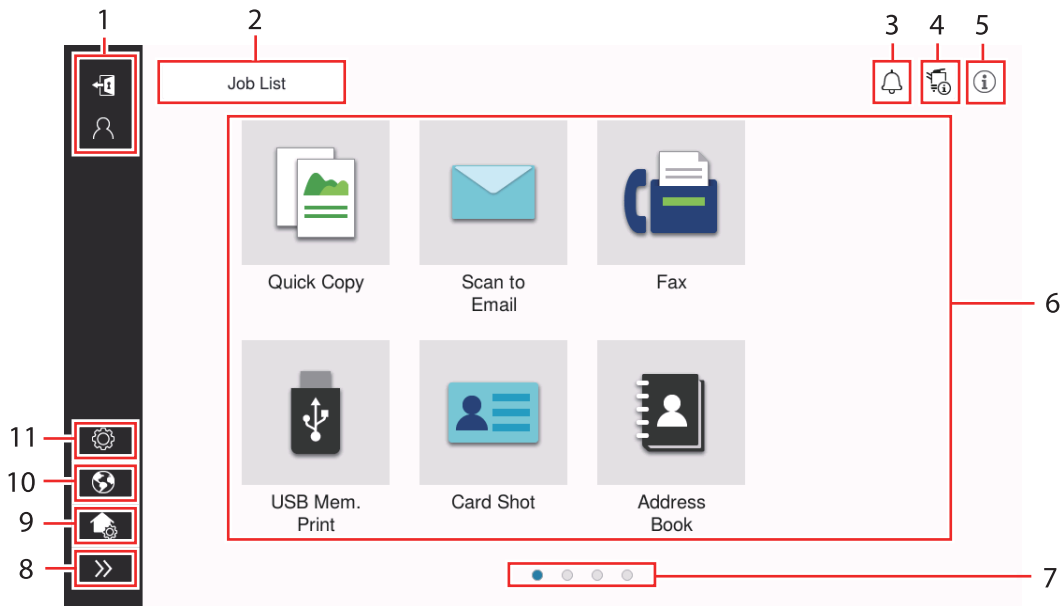 1
2
3
4
5
Job List
Quick Copy
Scan to
Email
Fax
6
USB Mem.
Print
Card Shot
Address
Book
11
10
9
8
7